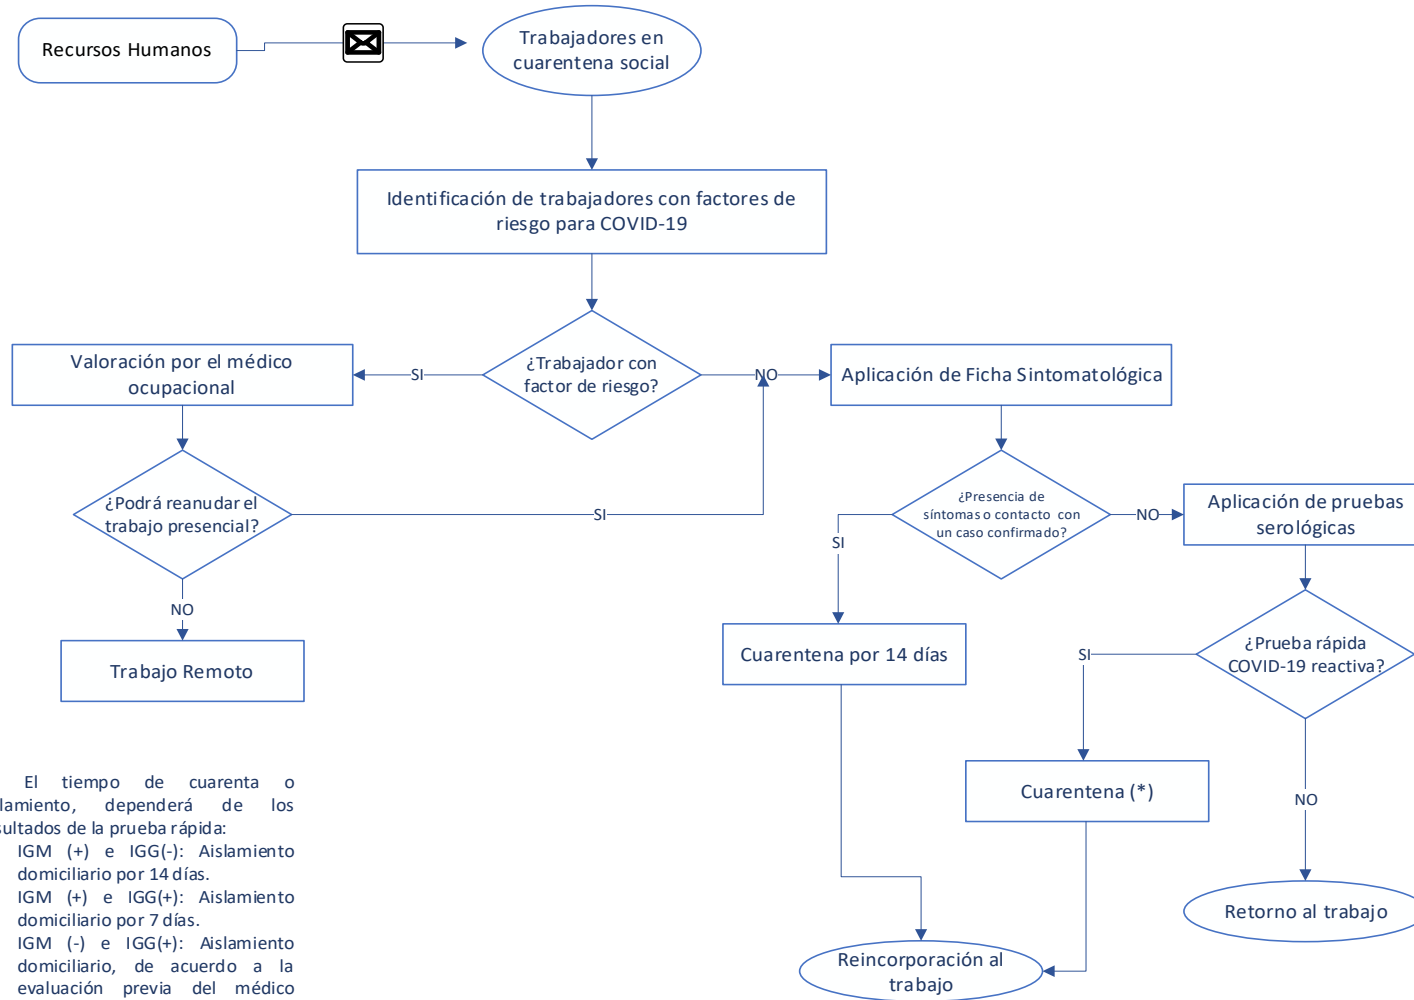 Recursos Humanos
Trabajadores en
cuarentena social
Identificación de trabajadores con factores de
riesgo para COVID-19
Valoración por el médico
ocupacional
SI
¿Trabajador con
factor de riesgo?
NO
Aplicación de Ficha Sintomatológica
¿Podrá reanudar el
trabajo presencial?
SI
¿Presencia de
síntomas o contacto con
un caso confirmado?
NO
Aplicación de pruebas
serológicas
SI
NO
Trabajo Remoto
Cuarentena por 14 días
SI
¿Prueba rápida
COVID-19 reactiva?
Cuarentena (*)
NO
Retorno al trabajo
Reincorporación al
trabajo
El tiempo de cuarenta o
lamiento, dependerá de los
sultados de la prueba rápida:
IGM (+) e IGG(-): Aislamiento
domiciliario por 14 días.
IGM (+) e IGG(+): Aislamiento
domiciliario por 7 días.
IGM (-) e IGG(+): Aislamiento
domiciliario, de acuerdo a la
evaluación previa del médico